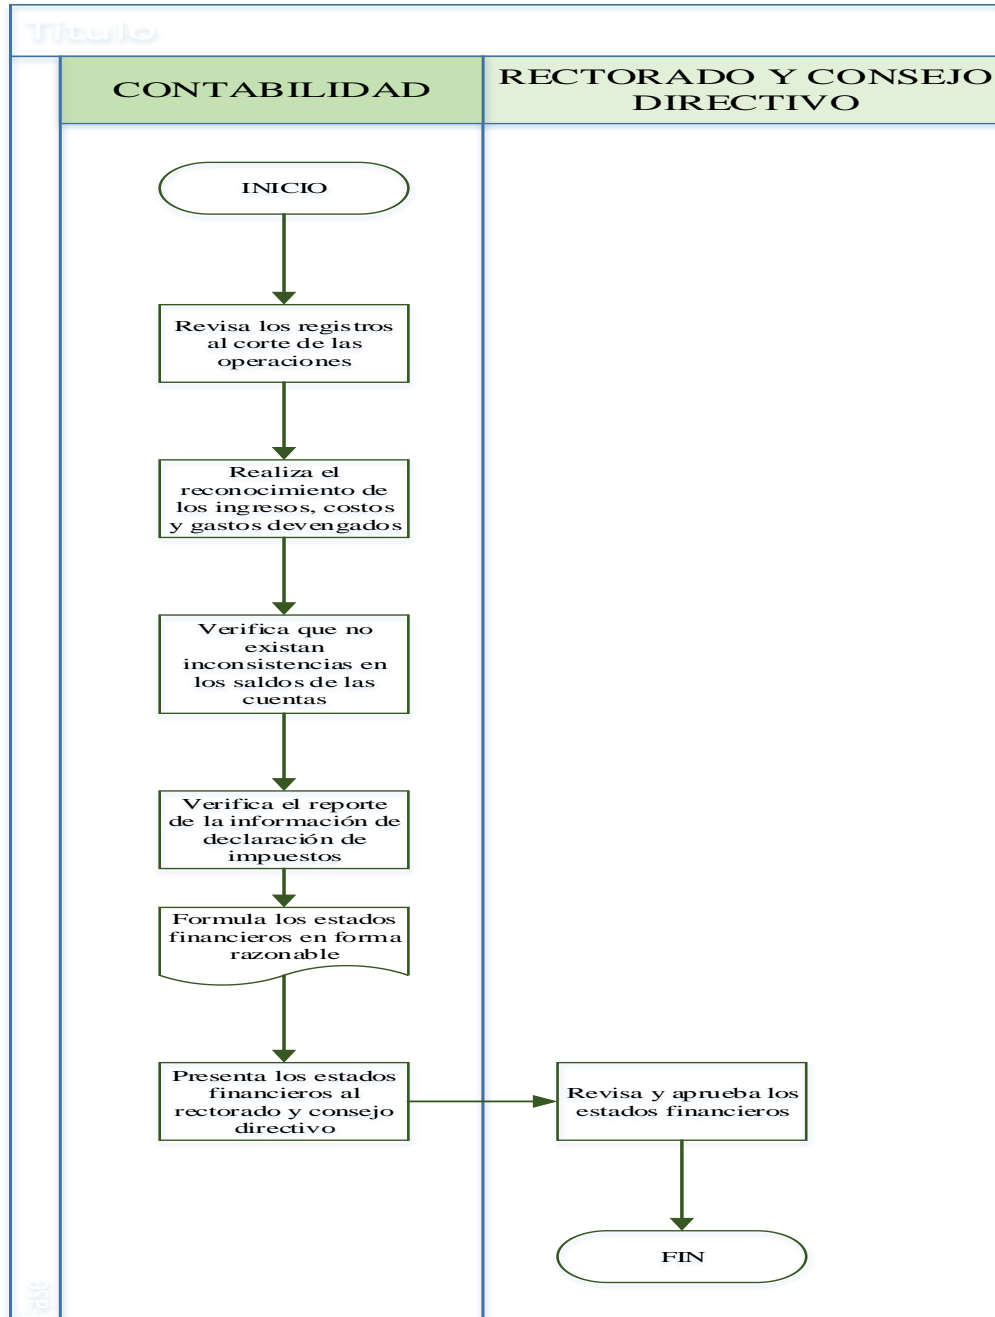 Título
CONTABILIDAD
RECTORADO Y CONSEJO
DIRECTIVO
INICIO
Revisa los registros
al corte de las
operaciones
Realiza el
reconocimiento de
los ingresos, costos
y gastos devengados
Verifica que no
existan
inconsistencias en
los saldos de las
cuentas
Verifica el reporte
de la información de
declaración de
impuestos
Formula los estados
financieros en forma
razonable
Presenta los estados
financieros al
rectorado y consejo
directivo
Revisa y aprueba los
estados financieros
FIN